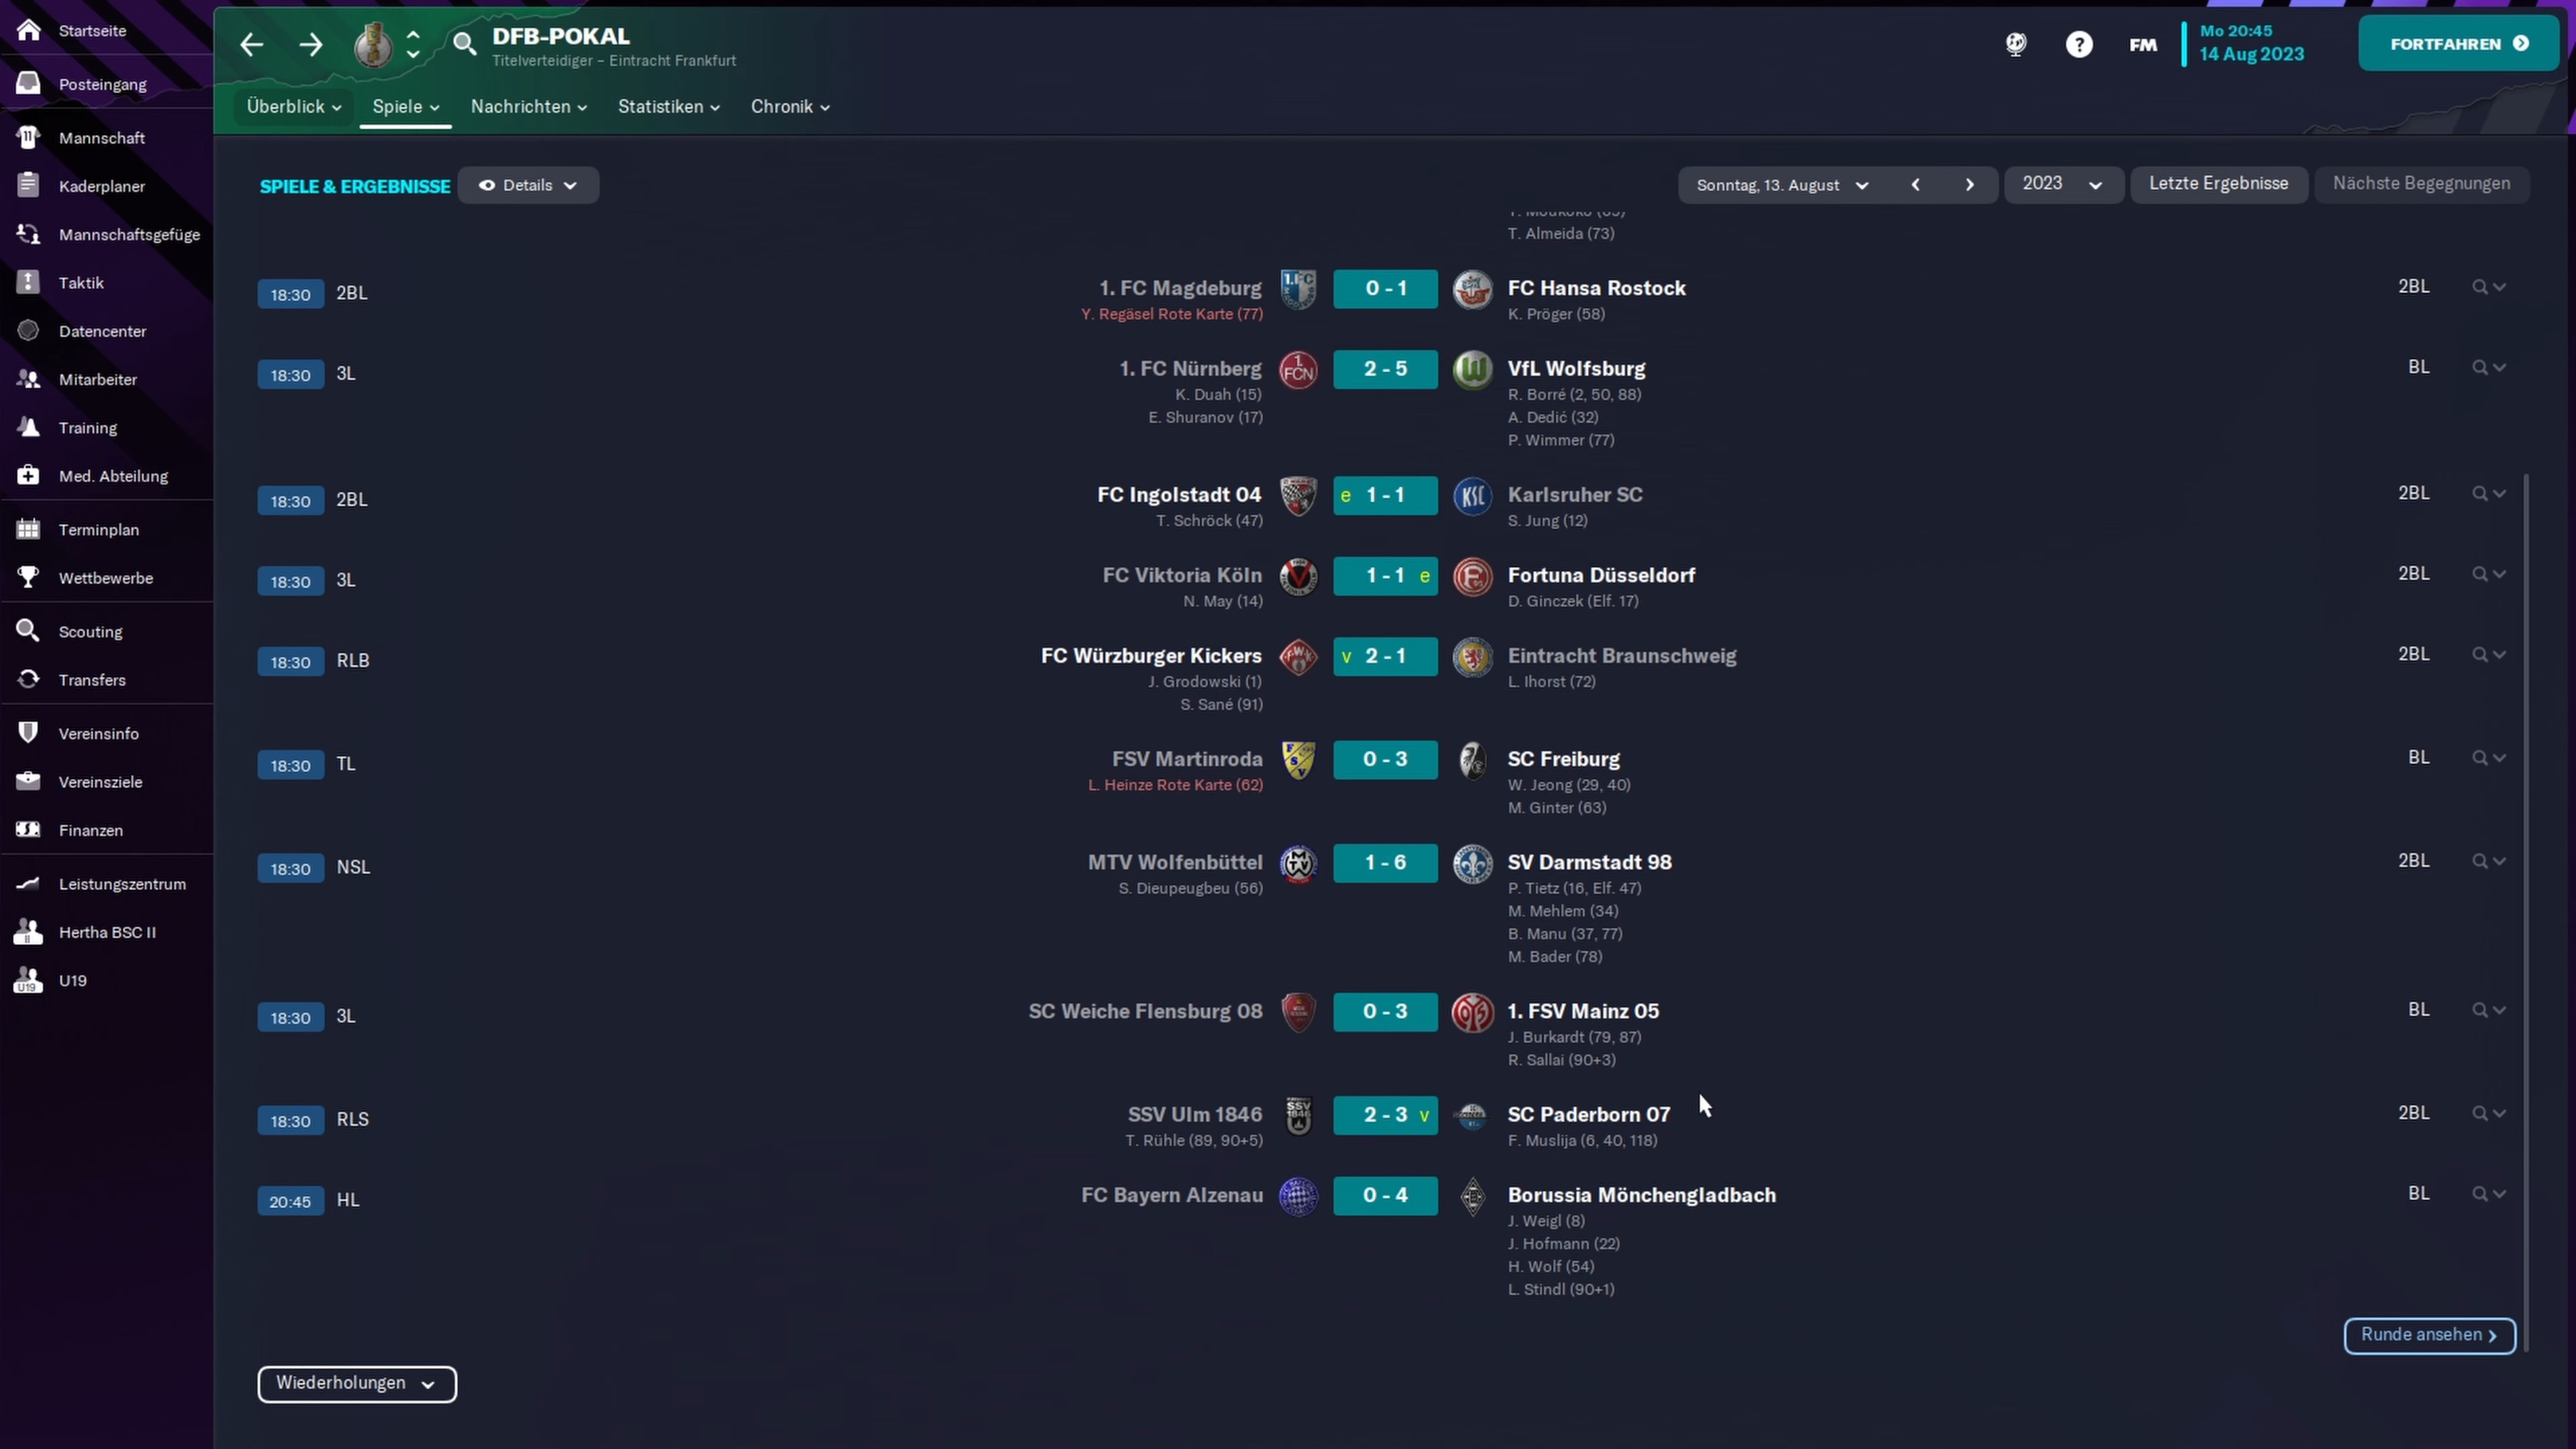 Startseite
Posteingang
Mannschaft
Kaderplaner
Mannschaftsgefüge
Taktik
Datencenter
Mitarbeiter
Training
Med. Abteilung
Terminplan
Wettbewerbe
Scouting
Transfers
Vereinsinfo
Vereinsziele
Finanzen
Leistungszentrum
Hertha BSC II
U19
DFB-POKAL
Titelverteidiger – Eintracht Frankfurt
FM
Mo 20:45
14 Aug 2023
FORTFAHREN
Überblick Spiele Nachrichten Statistiken Chronik
SPIELE & ERGEBNISSE Details Sonntag, 13. August 2023 Letzte Ergebnisse Nächste Begegnungen
T. Almeida (73)
18:30 2BL 1. FC Magdeburg 0 - 1 FC Hansa Rostock 2BL
Y. Regäsel Rote Karte (77) K. Pröger (58)
18:30 3L 1. FC Nürnberg 2 - 5 VfL Wolfsburg BL
K. Duah (15) R. Borré (2, 50, 88)
E. Shuranov (17) A. Dedić (32)
P. Wimmer (77)
18:30 2BL FC Ingolstadt 04 e 1 - 1 Karlsruher SC 2BL
T. Schröck (47) S. Jung (12)
18:30 3L FC Viktoria Köln 1 - 1 e Fortuna Düsseldorf 2BL
N. May (14) D. Ginczek (Elf. 17)
18:30 RLB FC Würzburger Kickers v 2 - 1 Eintracht Braunschweig 2BL
J. Grodowski (1) L. Ihorst (72)
S. Sané (91)
18:30 TL FSV Martinroda 0 - 3 SC Freiburg BL
L. Heinze Rote Karte (62) W. Jeong (29, 40)
M. Ginter (63)
18:30 NSL MTV Wolfenbüttel 1 - 6 SV Darmstadt 98 2BL
S. Dieupeugbeu (56) P. Tietz (16, Elf. 47)
M. Mehlem (34)
B. Manu (37, 77)
M. Bader (78)
18:30 3L SC Weiche Flensburg 08 0 - 3 1. FSV Mainz 05 BL
J. Burkardt (79, 87)
R. Sallai (90+3)
18:30 RLS SSV Ulm 1846 2 - 3 v SC Paderborn 07 2BL
T. Rühle (89, 90+5) F. Muslija (6, 40, 118)
20:45 HL FC Bayern Alzenau 0 - 4 Borussia Mönchengladbach BL
J. Weigl (8)
J. Hofmann (22)
H. Wolf (54)
L. Stindl (90+1)
Runde ansehen
Wiederholungen